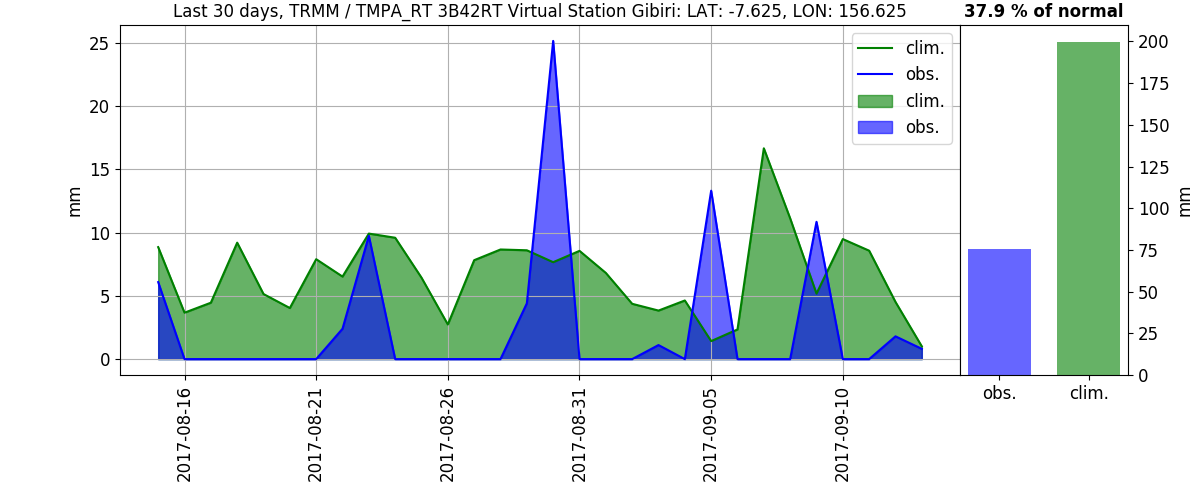 Last 30 days, TRMM / TMPA_RT 3B42RT Virtual Station Gibiri: LAT: -7.625, LON: 156.625
37.9 % of normal
25
20
15
10
5
0
mm
clim.
obs.
clim.
obs.
2017-08-16
2017-08-21
2017-08-26
2017-08-31
2017-09-05
2017-09-10
200
175
150
125
100
75
50
25
0
mm
obs.
clim.